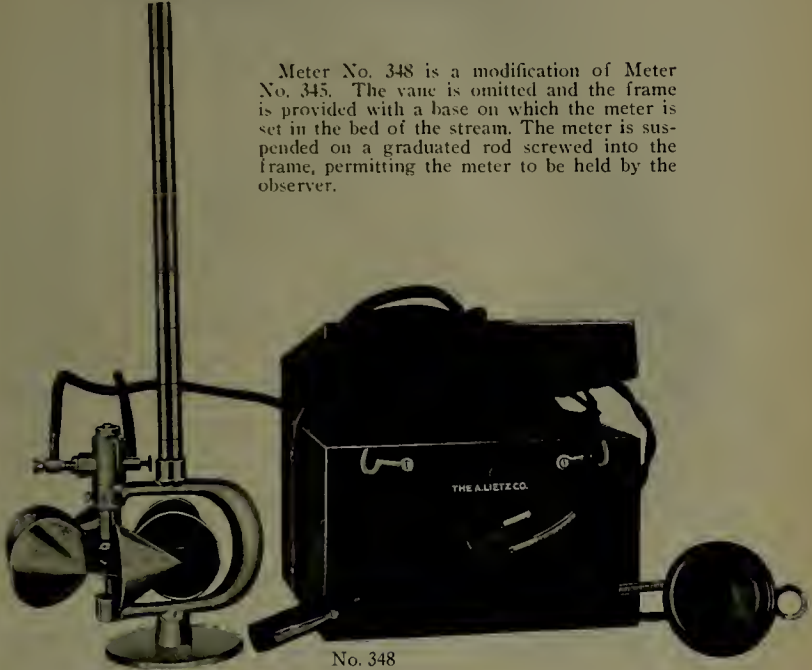 Meter No. 348 is a modification of Meter
No. 345. The vane is omitted and the frame
is provided with a base on which the meter is
set in the bed of the stream. The meter is sus-
pended on a graduated rod screwed into the
frame, permitting the meter to be held by the
observer.
THE A. LIETZ CO.
No. 348